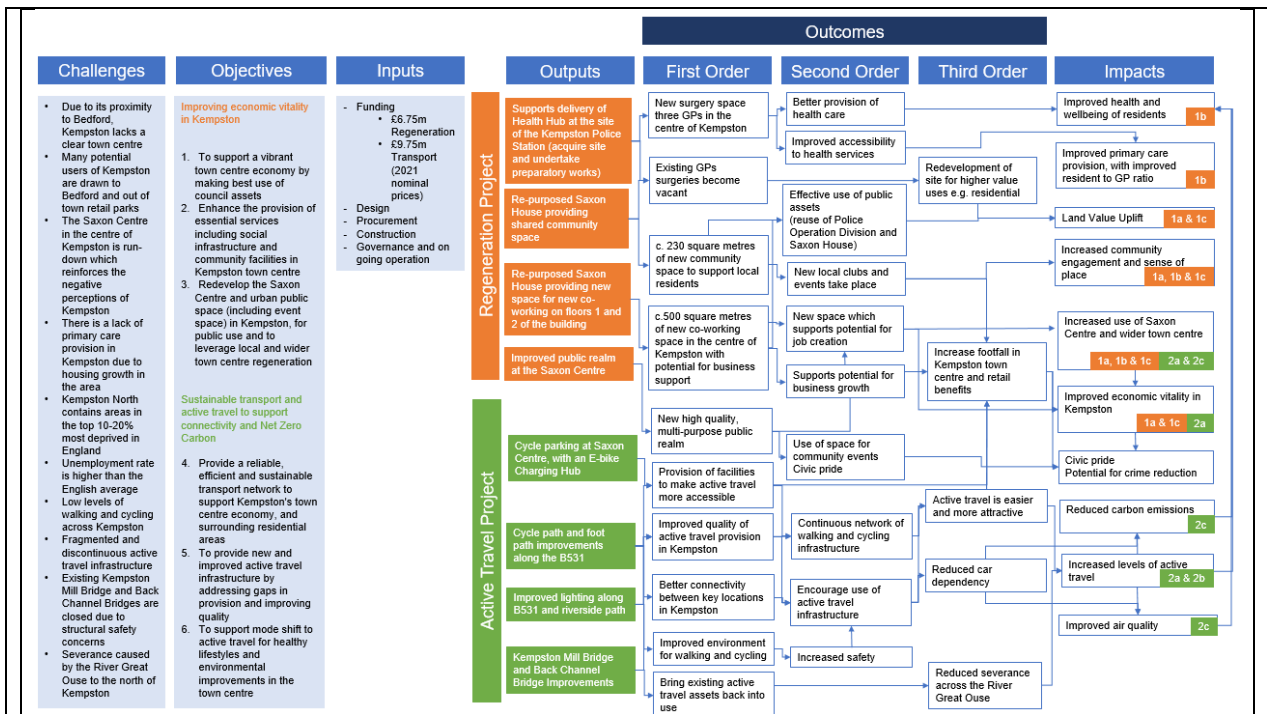 Outcomes
Challenges
Objectives
Inputs
Outputs
First Order
Second Order
Third Order
Impacts
• Due to its proximity
to Bedford,
Kempston lacks a
clear town centre
• Many potential
users of Kempston
are drawn to
Bedford and out of
town retail parks
• The Saxon Centre
in the centre of
Kempston is run-
down which
reinforces the
negative
perceptions of
Kempston
• There is a lack of
primary care
provision in
Kempston due to
housing growth in
the area
• Kempston North
contains areas in
the top 10-20%
most deprived in
England
• Unemployment rate
is higher than the
English average
• Low levels of
walking and cycling
across Kempston
• Fragmented and
discontinuous active
travel infrastructure
• Existing Kempston
Mill Bridge and Back
Channel Bridges are
closed due to
structural safety
concerns
• Severance caused
by the River Great
Ouse to the north of
Kempston
Improving economic vitality
in Kempston
1. To support a vibrant
town centre economy by
making best use of
council assets
2. Enhance the provision of
essential services
including social
infrastructure and
community facilities in
Kempston town centre
3. Redevelop the Saxon
Centre and urban public
space (including event
space) in Kempston, for
public use and to
leverage local and wider
town centre regeneration
Sustainable transport and
active travel to support
connectivity and Net Zero
Carbon
4. Provide a reliable,
efficient and sustainable
transport network to
support Kempston's town
centre economy, and
surrounding residential
areas
5. To provide new and
improved active travel
infrastructure by
addressing gaps in
provision and improving
quality
6. To support mode shift to
active travel for healthy
lifestyles and
environmental
improvements in the
town centre
- Funding
• £6.75m
Regeneration
• £9.75m
Transport
(2021
nominal
prices)
- Design
- Procurement
- Construction
- Governance and on
going operation
Regeneration Project
Supports delivery of
Health Hub at the site
of the Kempston Police
Station (acquire site and
undertake
preparatory works)
Re-purposed Saxon
House providing
shared community
space
Re-purposed Saxon
House providing new
space for new co-
working on floors 1 and
2 of the building
Improved public realm
at the Saxon Centre
Active Travel Project
Cycle parking at Saxon
Centre, with an E-bike
Charging Hub
Cycle path and foot
path improvements
along the B531
Improved lighting along
B531 and riverside path
Kempston Mill Bridge
and Back Channel
Bridge Improvements
New surgery space
three GPs in the
centre of Kempston
Existing GPs
surgeries become
vacant
c. 230 square metres
of new community
space to support local
residents
c.500 square metres
of new co-working
space in the centre of
Kempston with
potential for business
support
New high quality,
multi-purpose public
realm
Provision of facilities
to make active travel
more accessible
Improved quality of
active travel provision
in Kempston
Better connectivity
between key locations
in Kempston
Improved environment
for walking and cycling
Bring existing active
travel assets back into
use
Better provision of
health care
Improved accessibility
to health services
Effective use of public
assets
(reuse of Police
Operation Division and
Saxon House)
New local clubs and
events take place
New space which
supports potential for
job creation
Supports potential for
business growth
Use of space for
community events
Civic pride
Continuous network of
walking and cycling
infrastructure
Encourage use of
active travel
infrastructure
Increased safety
Redevelopment of
site for higher value
uses e.g. residential
Increase footfall in
Kempston town
centre and retail
benefits
Active travel is easier
and more attractive
Reduced car
dependency
Reduced severance
across the River
Great Ouse
Improved health and
wellbeing of residents
1b
Improved primary care
provision, with improved
resident to GP ratio
1b
Land Value Uplift 1a & 1c
Increased community
engagement and sense of
place
1a, 1b & 1c
Increased use of Saxon
Centre and wider town centre
1a, 1b & 1c 2a & 2c
Improved economic vitality in
Kempston
1a & 1c 2a
Civic pride
Potential for crime reduction
Reduced carbon emissions
2c
Increased levels of active
travel
2a & 2b
Improved air quality 2c